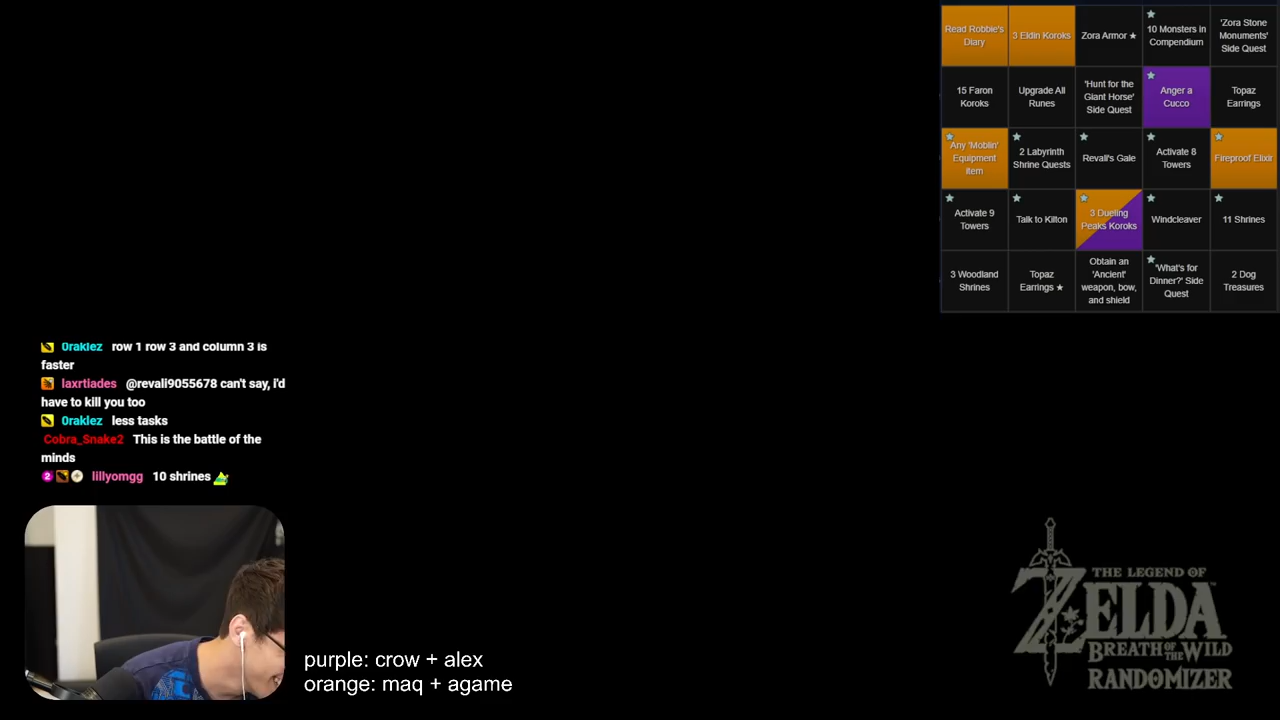 Read Robbie's
Diary
3 Eldin Koroks
Zora Armor ★
10 Monsters in
Compendium
'Zora Stone
Monuments'
Side Quest
15 Faron
Koroks
Upgrade All
Runes
'Hunt for the
Giant Horse'
Side Quest
Anger a
Cucco
Topaz
Earrings
Any 'Moblin'
Equipment
item
2 Labyrinth
Shrine Quests
Revali's Gale
Activate 8
Towers
Fireproof Elixir
Activate 9
Towers
Talk to Kilton
3 Dueling
Peaks Koroks
Windcleaver
11 Shrines
3 Woodland
Shrines
Topaz
Earrings ★
Obtain an
'Ancient'
weapon, bow,
and shield
'What's for
Dinner?' Side
Quest
2 Dog
Treasures
0raklez row 1 row 3 and column 3 is
faster
laxrtiades @revali9055678 can't say, i'd
have to kill you too
0raklez less tasks
Cobra_Snake2 This is the battle of the
minds
2 lillyomgg 10 shrines
purple: crow + alex
orange: maq + agame
THE LEGEND OF
ZELDA
BREATH OF THE WILD
RANDOMIZER